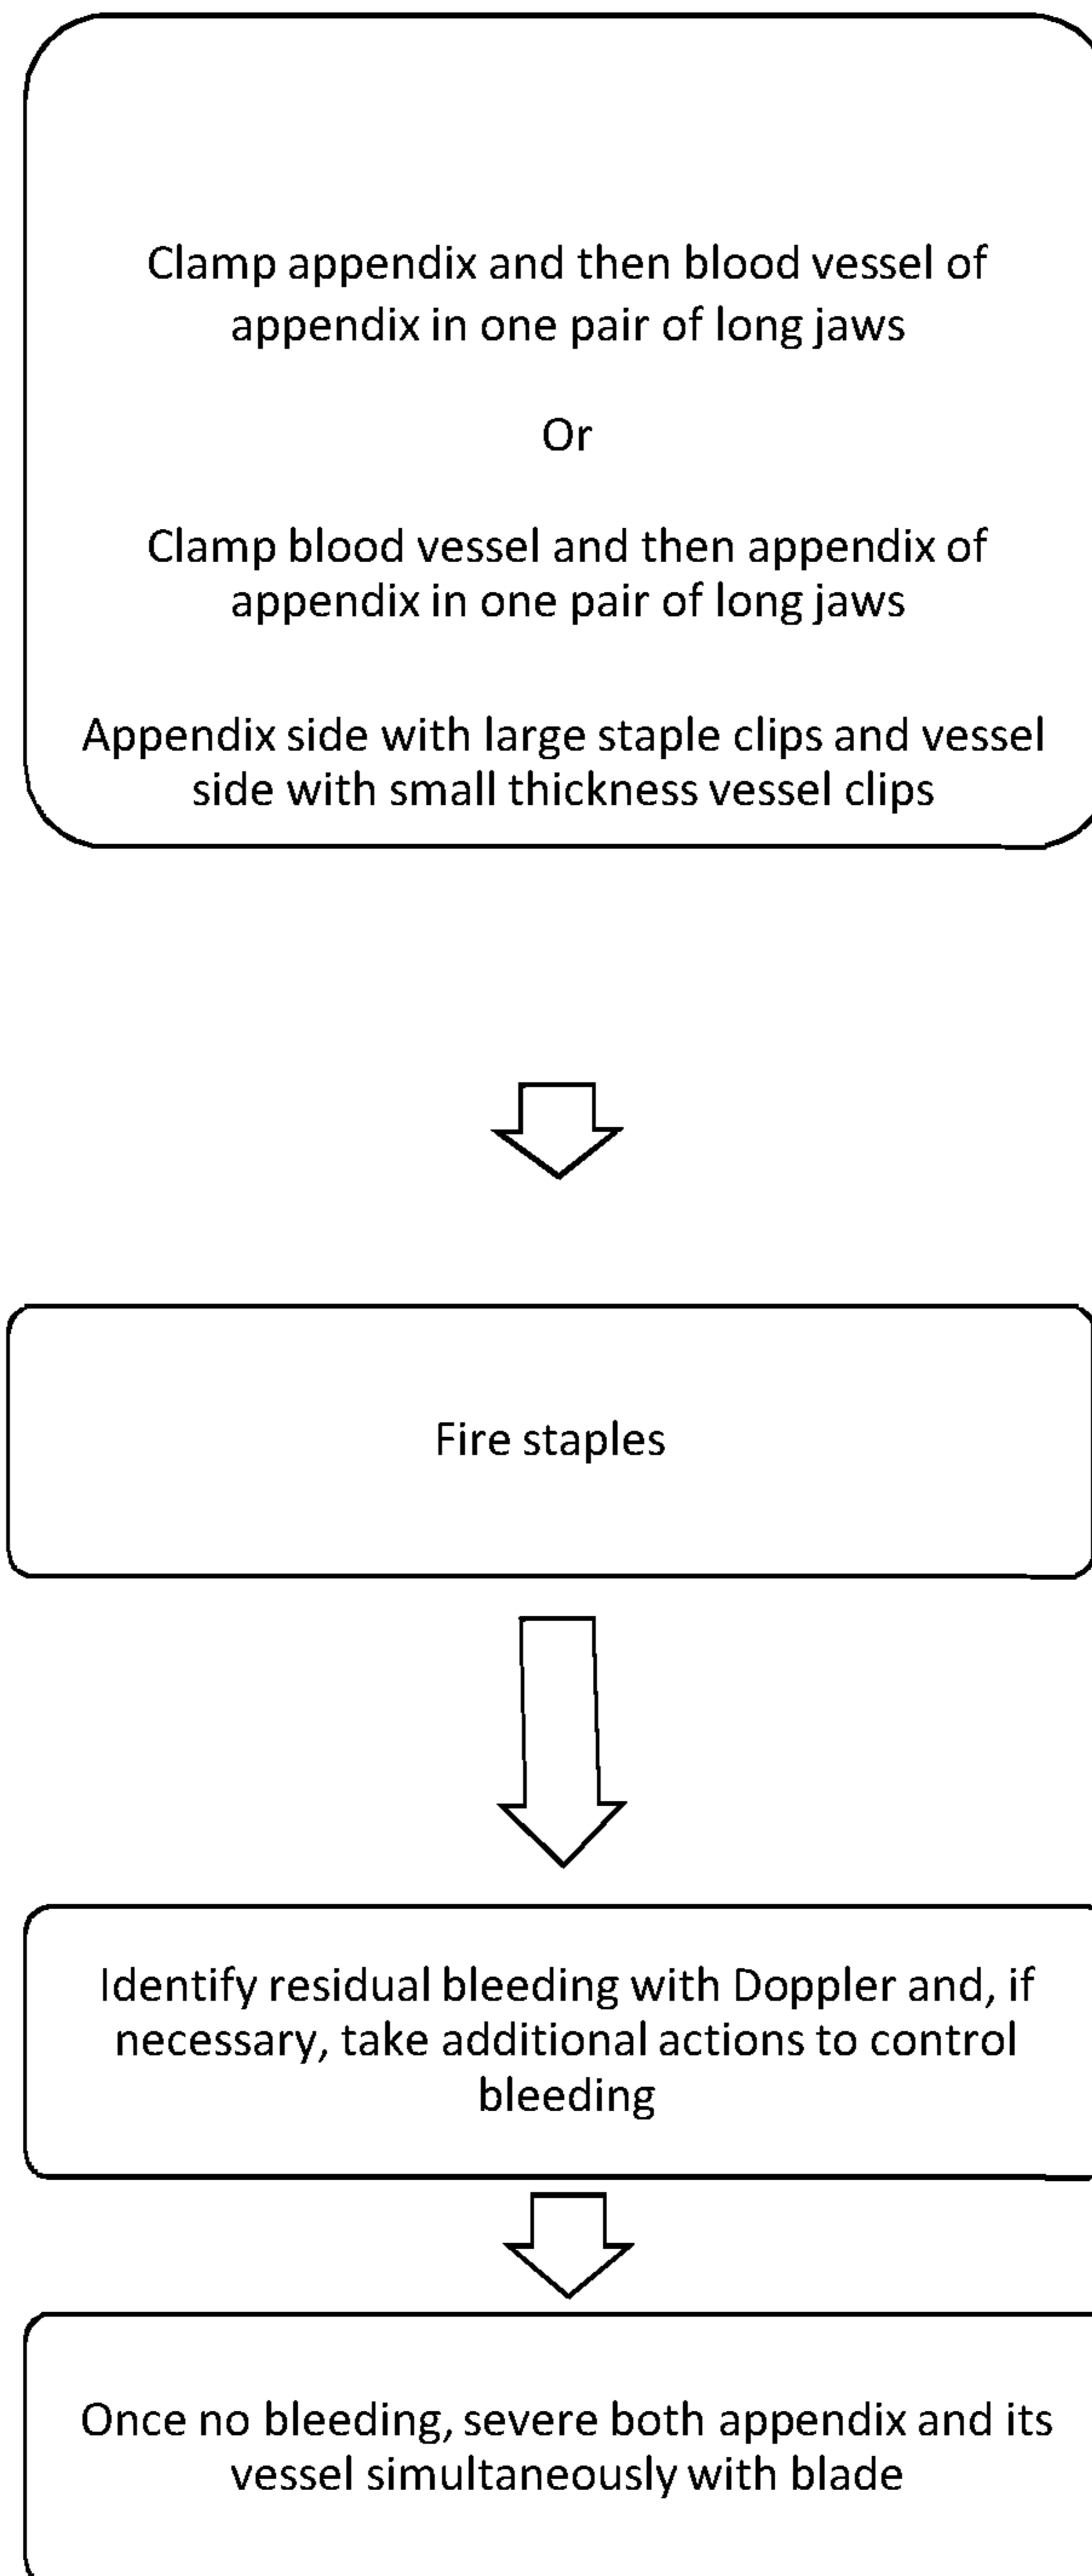 Clamp appendix and then blood vessel of
appendix in one pair of long jaws
Or
Clamp blood vessel and then appendix of
appendix in one pair of long jaws
Appendix side with large staple clips and vessel
side with small thickness vessel clips
Fire staples
Identify residual bleeding with Doppler and, if
necessary, take additional actions to control
bleeding
Once no bleeding, severe both appendix and its
vessel simultaneously with blade